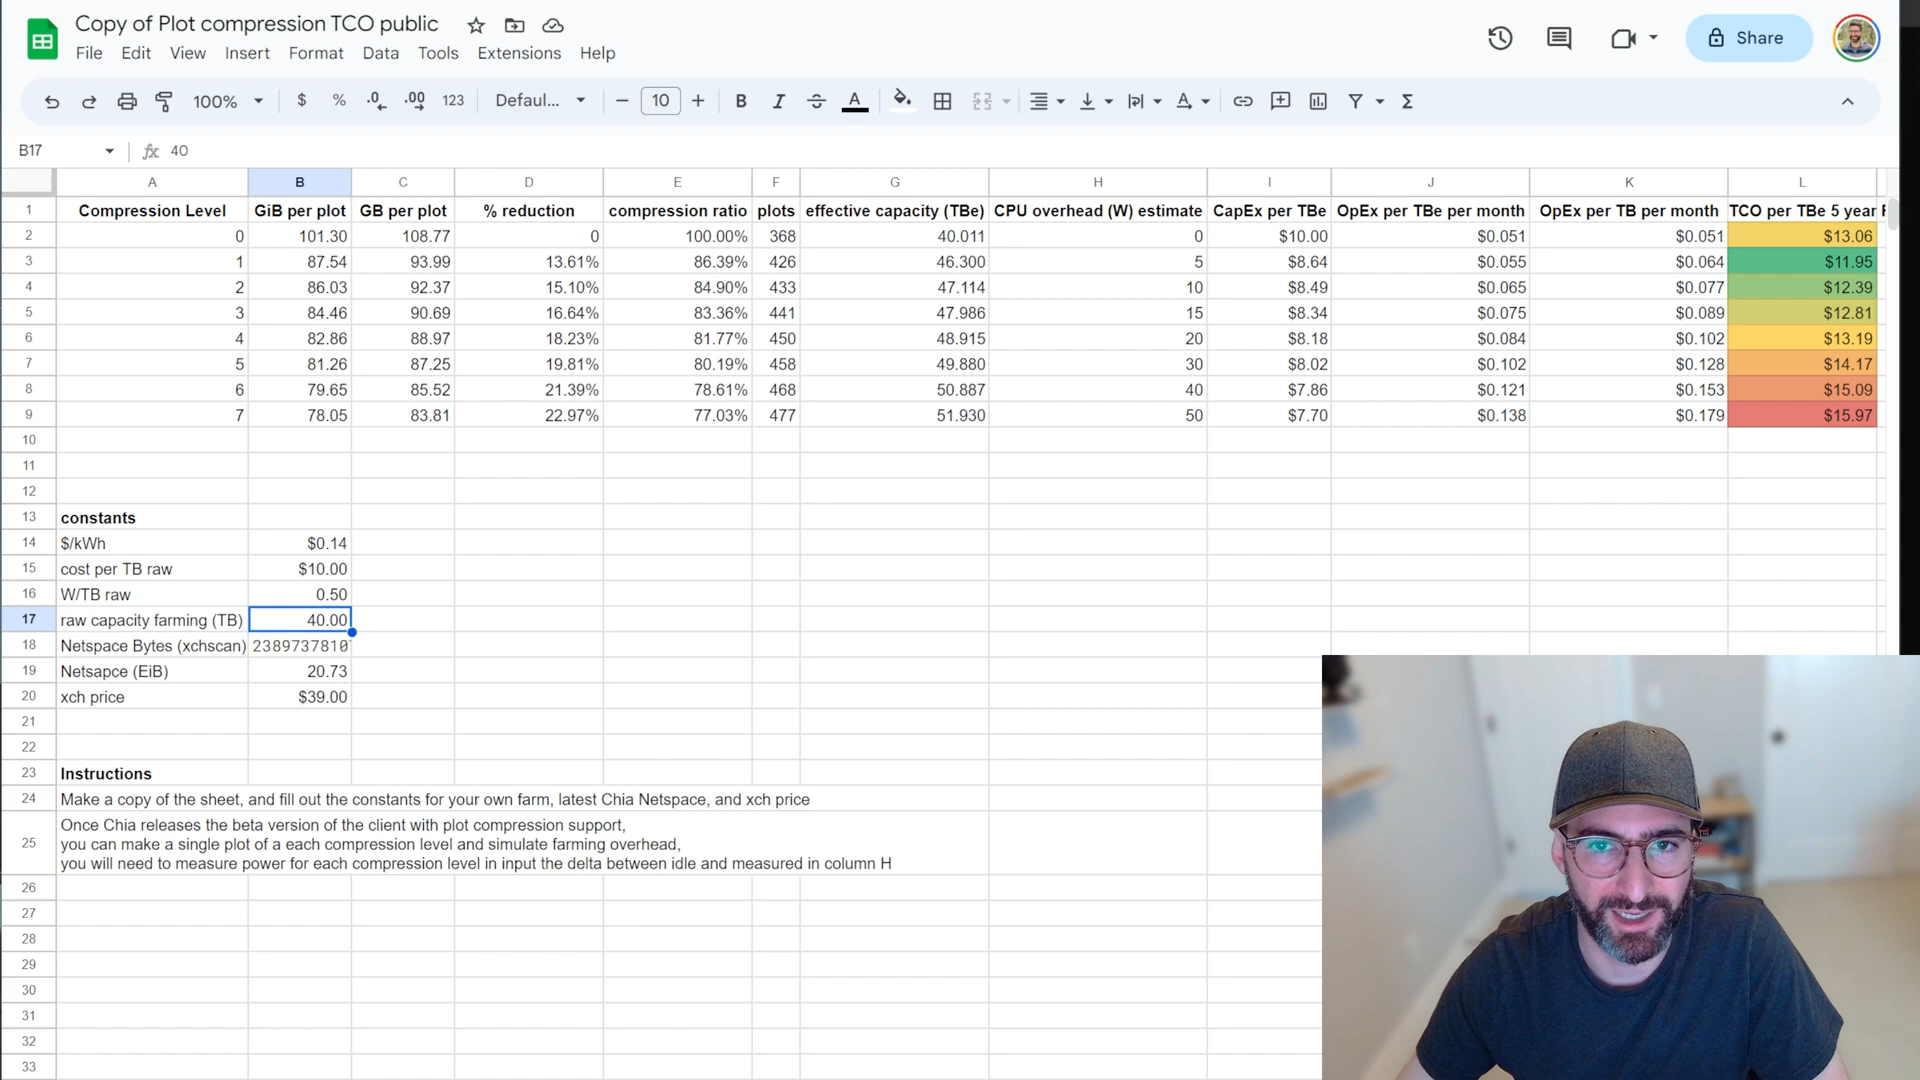 Copy of Plot compression TCO public
Share
File Edit View Insert Format Data Tools Extensions Help
100% $ % .0 .00 123 Defaul... 10 B I A Σ
B17 fx 40
A B C D E F G H I J K L
1 Compression Level GiB per plot GB per plot % reduction compression ratio plots effective capacity (TBe) CPU overhead (W) estimate CapEx per TBe OpEx per TBe per month OpEx per TB per month TCO per TBe 5 year
2 0 101.30 108.77 0 100.00% 368 40.011 0 $10.00 $0.051 $0.051 $13.06
3 1 87.54 93.99 13.61% 86.39% 426 46.300 5 $8.64 $0.055 $0.064 $11.95
4 2 86.03 92.37 15.10% 84.90% 433 47.114 10 $8.49 $0.065 $0.077 $12.39
5 3 84.46 90.69 16.64% 83.36% 441 47.986 15 $8.34 $0.075 $0.089 $12.81
6 4 82.86 88.97 18.23% 81.77% 450 48.915 20 $8.18 $0.084 $0.102 $13.19
7 5 81.26 87.25 19.81% 80.19% 458 49.880 30 $8.02 $0.102 $0.128 $14.17
8 6 79.65 85.52 21.39% 78.61% 468 50.887 40 $7.86 $0.121 $0.153 $15.09
9 7 78.05 83.81 22.97% 77.03% 477 51.930 50 $7.70 $0.138 $0.179 $15.97
10
11
12
13 constants
14 $/kWh $0.14
15 cost per TB raw $10.00
16 W/TB raw 0.50
17 raw capacity farming (TB) 40.00
18 Netspace Bytes (xchscan) 2389737810
19 Netsapce (EiB) 20.73
20 xch price $39.00
21
22
23 Instructions
24 Make a copy of the sheet, and fill out the constants for your own farm, latest Chia Netspace, and xch price
Once Chia releases the beta version of the client with plot compression support,
25 you can make a single plot of a each compression level and simulate farming overhead,
you will need to measure power for each compression level in input the delta between idle and measured in column H
26
27
28
29
30
31
32
33